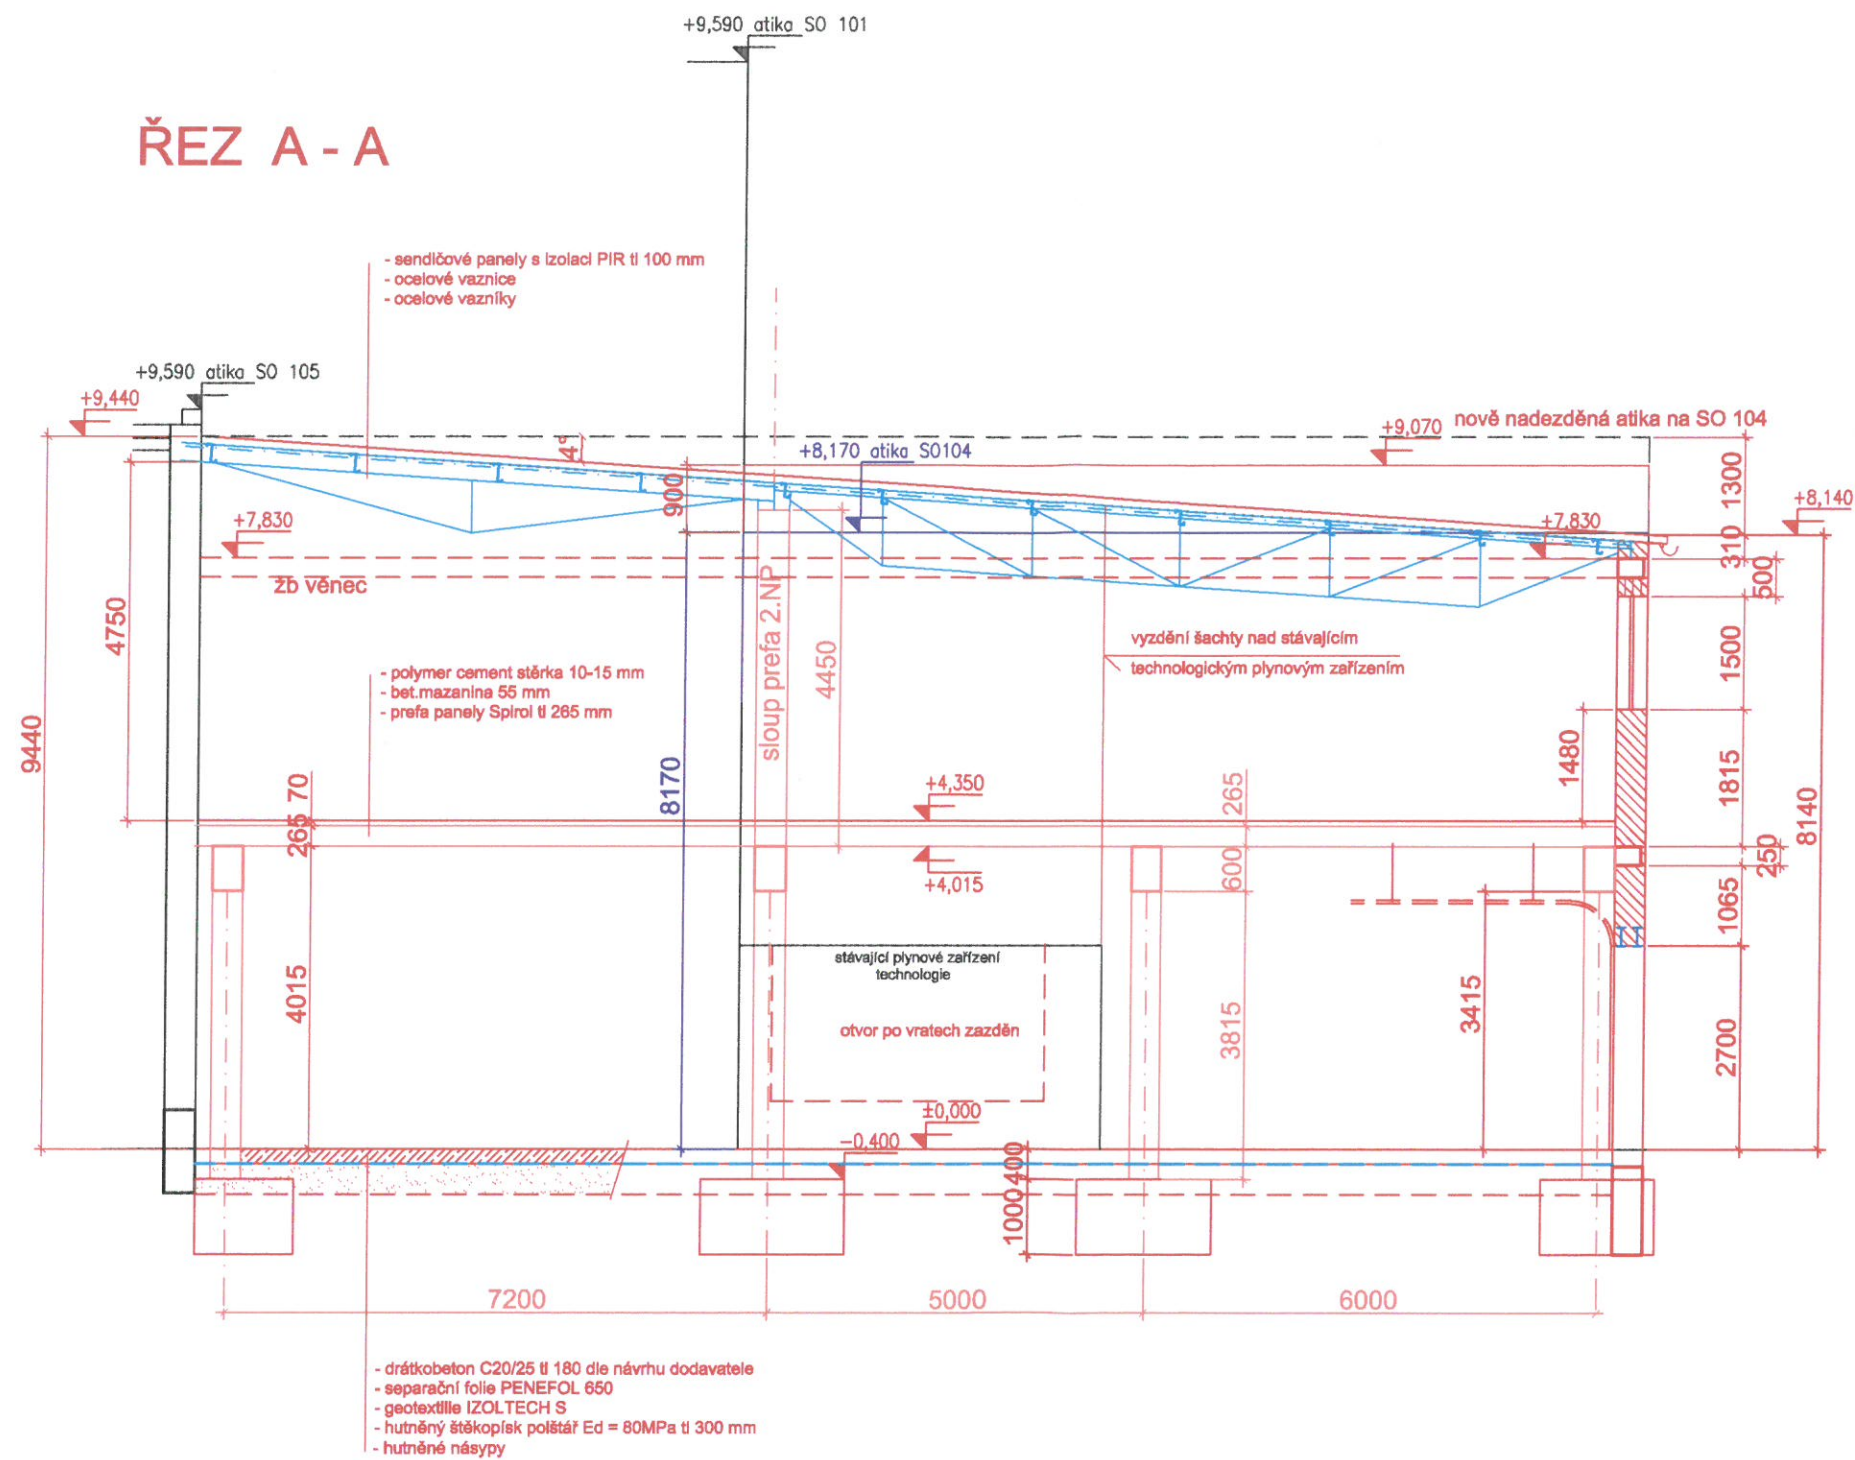 +9,590 atika SO 101
ŘEZ A - A
- sendičové panely s izolací PIR tl 100 mm
- ocelové vaznice
- ocelové vazníky
+9,590 atika SO 105
+9,440
+9,070
nově nadezděná atika na SO 104
4°
+8,170 atika SO104
1300
+8,140
900
+7,830
+7,830
310
500
žb věnec
4750
sloup prefa 2.NP
4450
vyzdění šachty nad stávajícím
technologickým plynovým zařízením
1500
- polymer cement stěrka 10-15 mm
- bet.mazanina 55 mm
- prefa panely Spirol tl 265 mm
9440
8170
1480
1815
8140
70
265
+4,350
265
+4,015
600
250
1065
stávající plynové zařízení
technologie
4015
otvor po vratech zazděn
3815
3415
2700
±0,000
-0,400
400
1000
7200
5000
6000
- drátkobeton C20/25 tl 180 dle návrhu dodavatele
- separační folie PENEFOL 650
- geotextilie IZOLTECH S
- hutněný štěkopísk polštář Ed = 80MPa tl 300 mm
- hutněné násypy